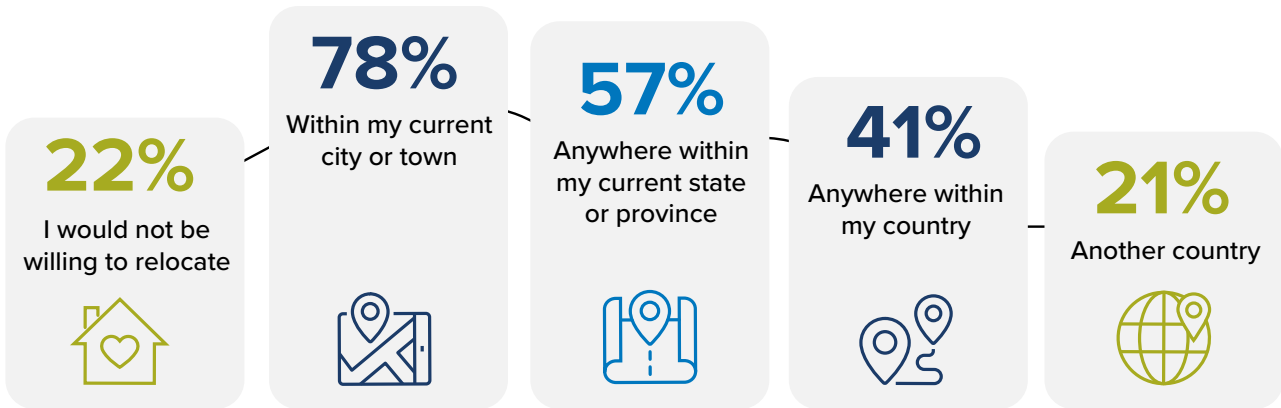 22%
I would not be
willing to relocate
78%
Within my current
city or town
57%
Anywhere within
my current state
or province
41%
Anywhere within
my country
21%
Another country